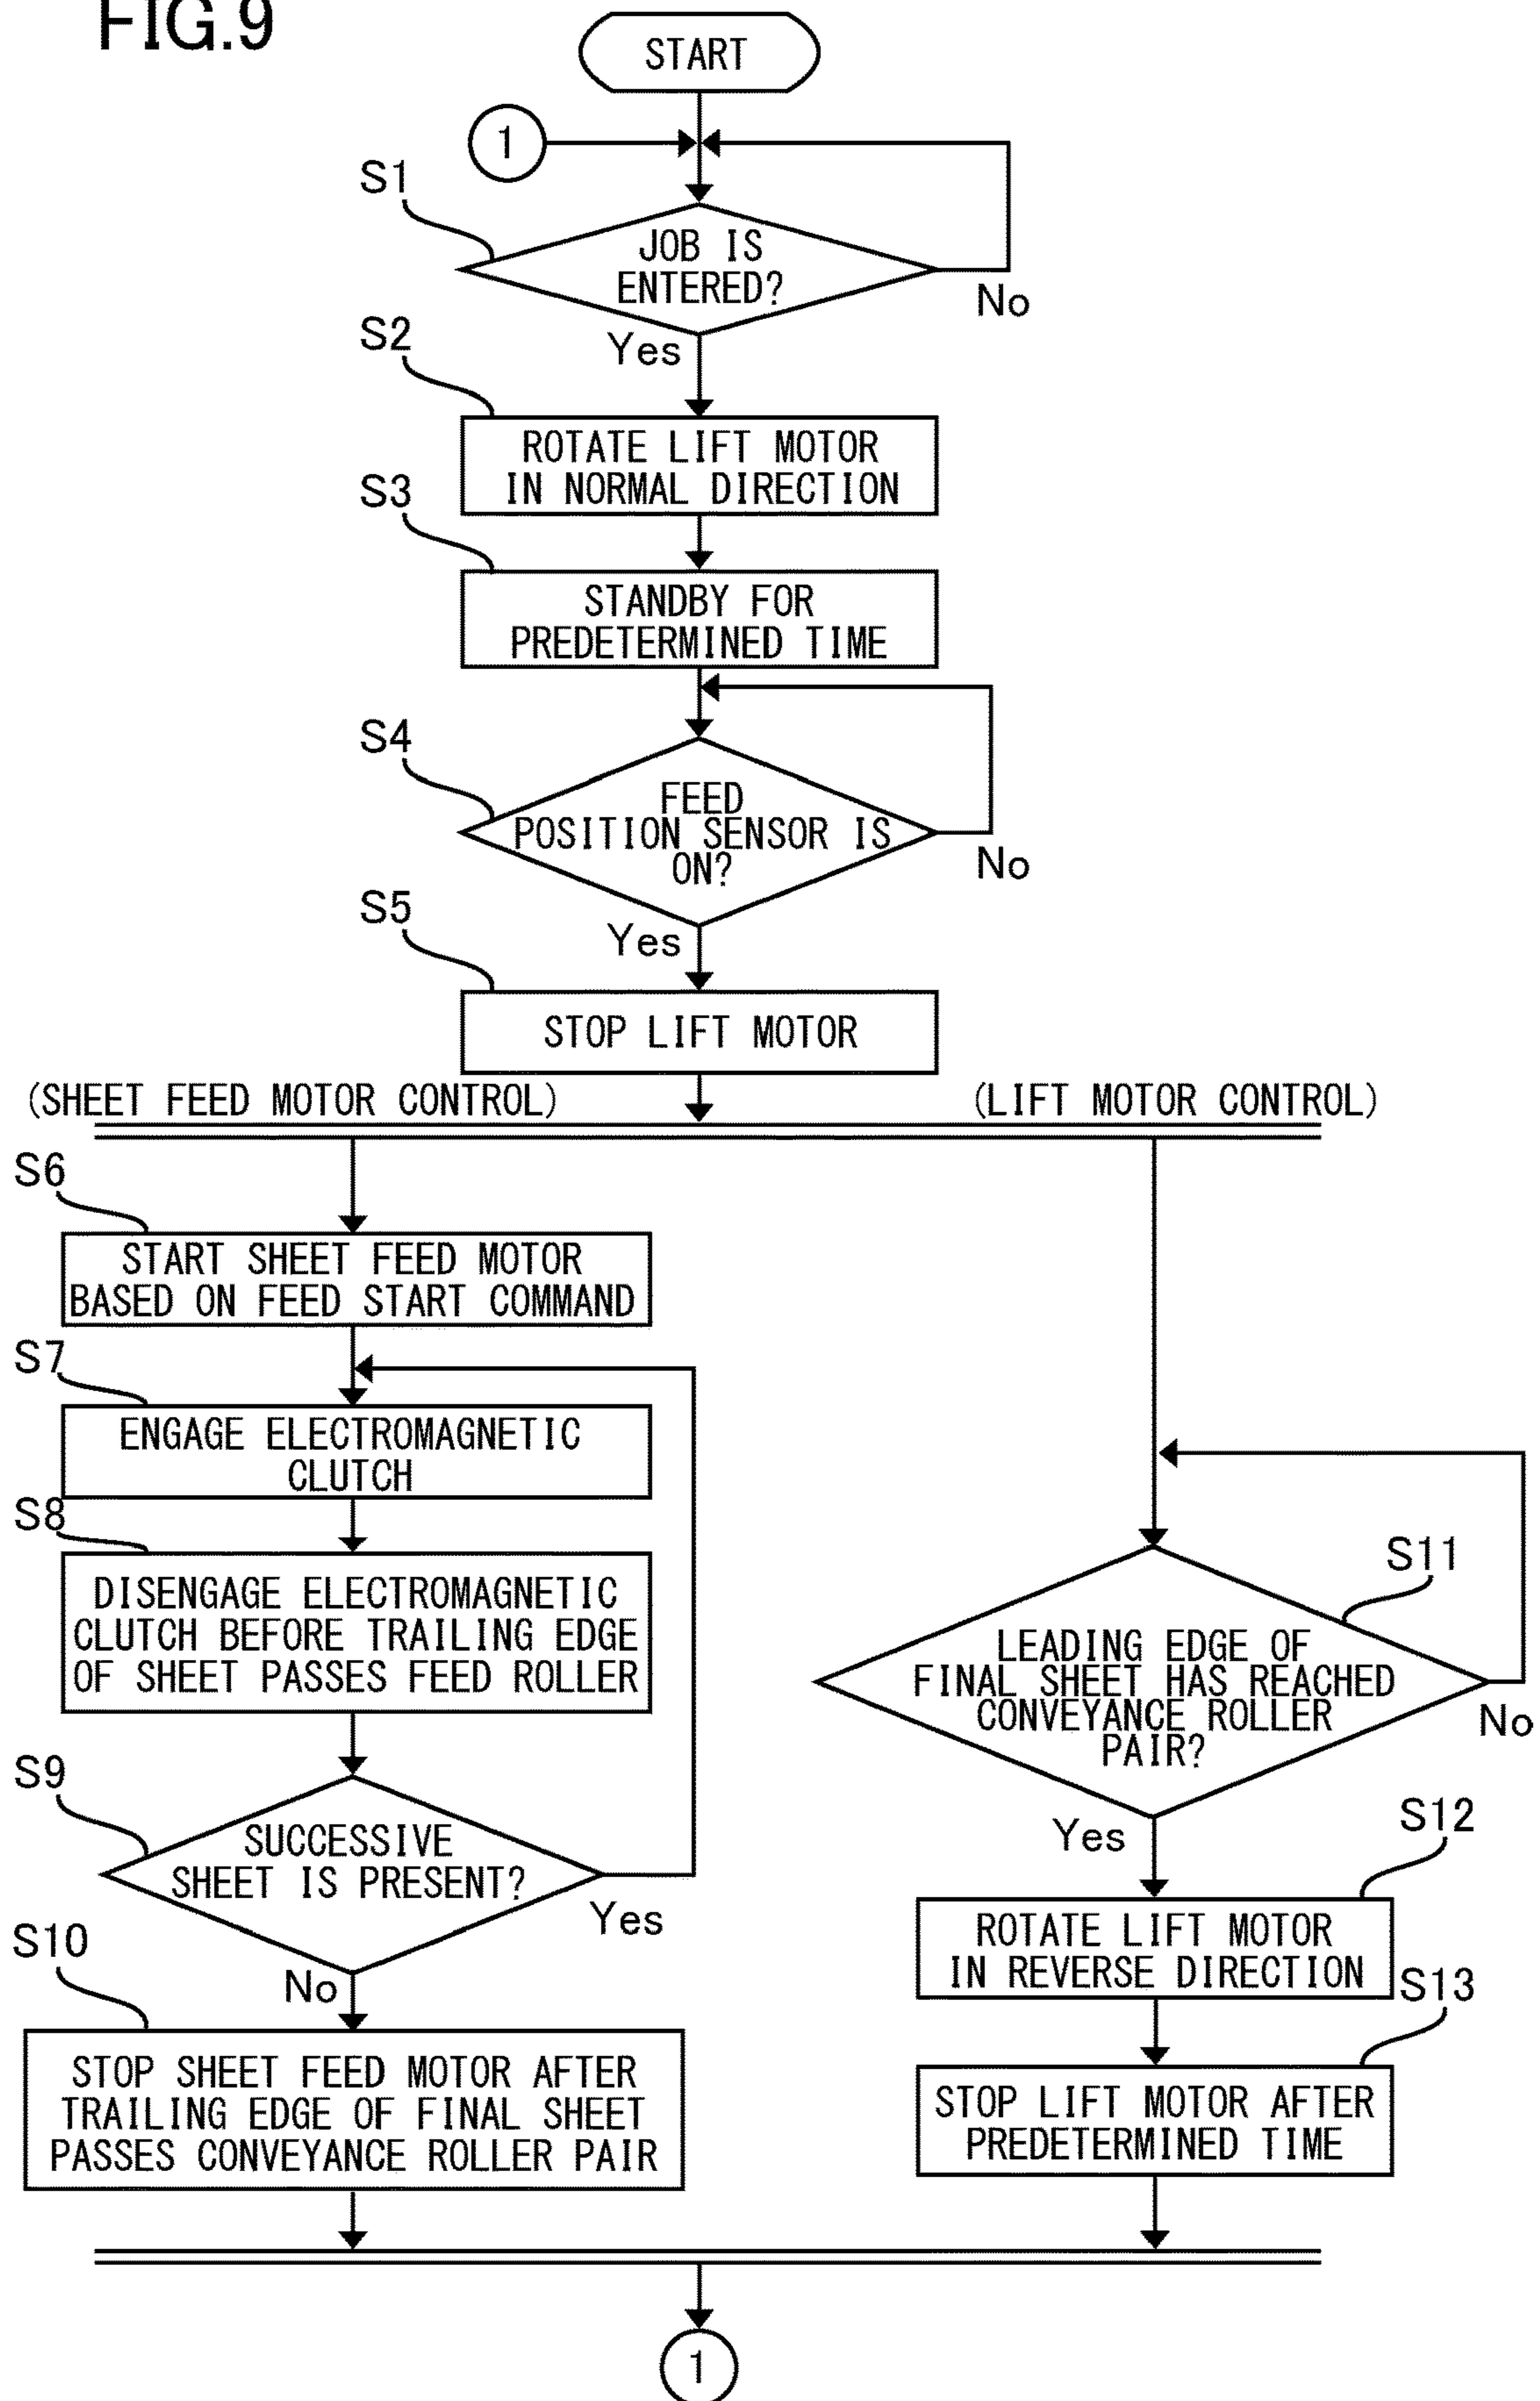 FIG.9
START
1
S1
JOB IS
ENTERED?
No
Yes
S2
ROTATE LIFT MOTOR
IN NORMAL DIRECTION
S3
STANDBY FOR
PREDETERMINED TIME
S4
FEED
POSITION SENSOR IS
ON?
No
Yes
S5
STOP LIFT MOTOR
(SHEET FEED MOTOR CONTROL)
(LIFT MOTOR CONTROL)
S6
START SHEET FEED MOTOR
BASED ON FEED START COMMAND
S7
ENGAGE ELECTROMAGNETIC
CLUTCH
S8
DISENGAGE ELECTROMAGNETIC
CLUTCH BEFORE TRAILING EDGE
OF SHEET PASSES FEED ROLLER
S9
SUCCESSIVE
SHEET IS PRESENT?
Yes
No
S10
STOP SHEET FEED MOTOR AFTER
TRAILING EDGE OF FINAL SHEET
PASSES CONVEYANCE ROLLER PAIR
S11
LEADING EDGE OF
FINAL SHEET HAS REACHED
CONVEYANCE ROLLER
PAIR?
No
Yes
S12
ROTATE LIFT MOTOR
IN REVERSE DIRECTION
S13
STOP LIFT MOTOR AFTER
PREDETERMINED TIME
1